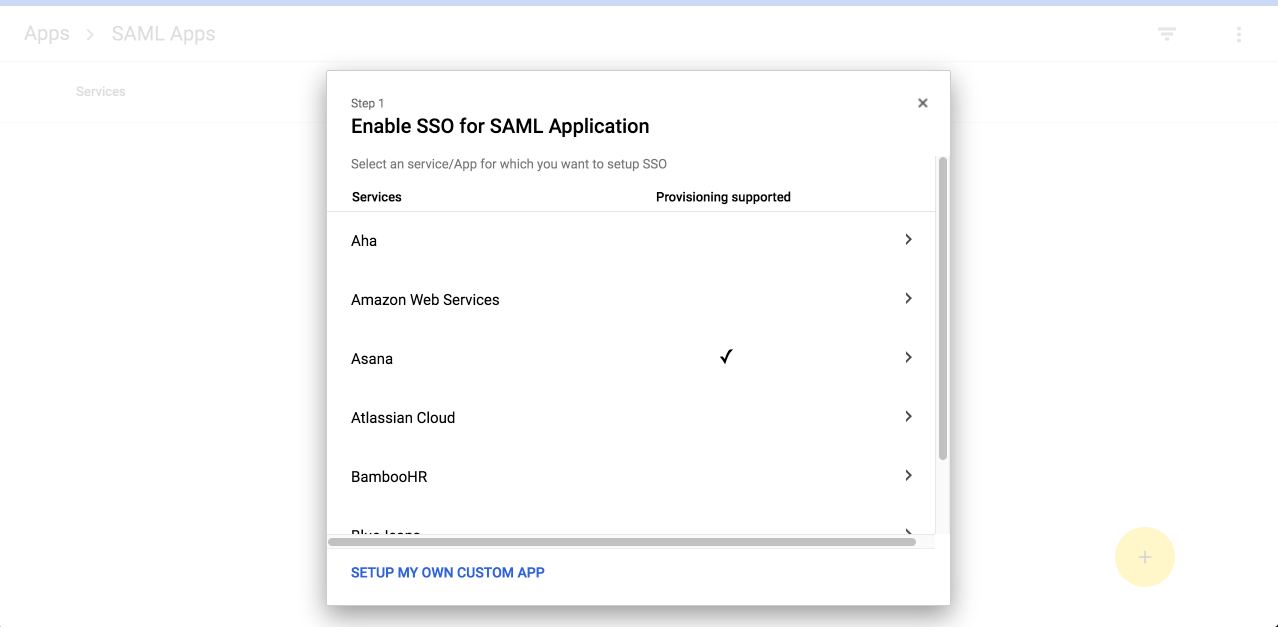 Apps > SAML Apps
Services
Step 1
Enable SSO for SAML Application
Select an service/App for which you want to setup SSO
Services Provisioning supported
Aha
Amazon Web Services
Asana ✓
Atlassian Cloud
BambooHR
SETUP MY OWN CUSTOM APP